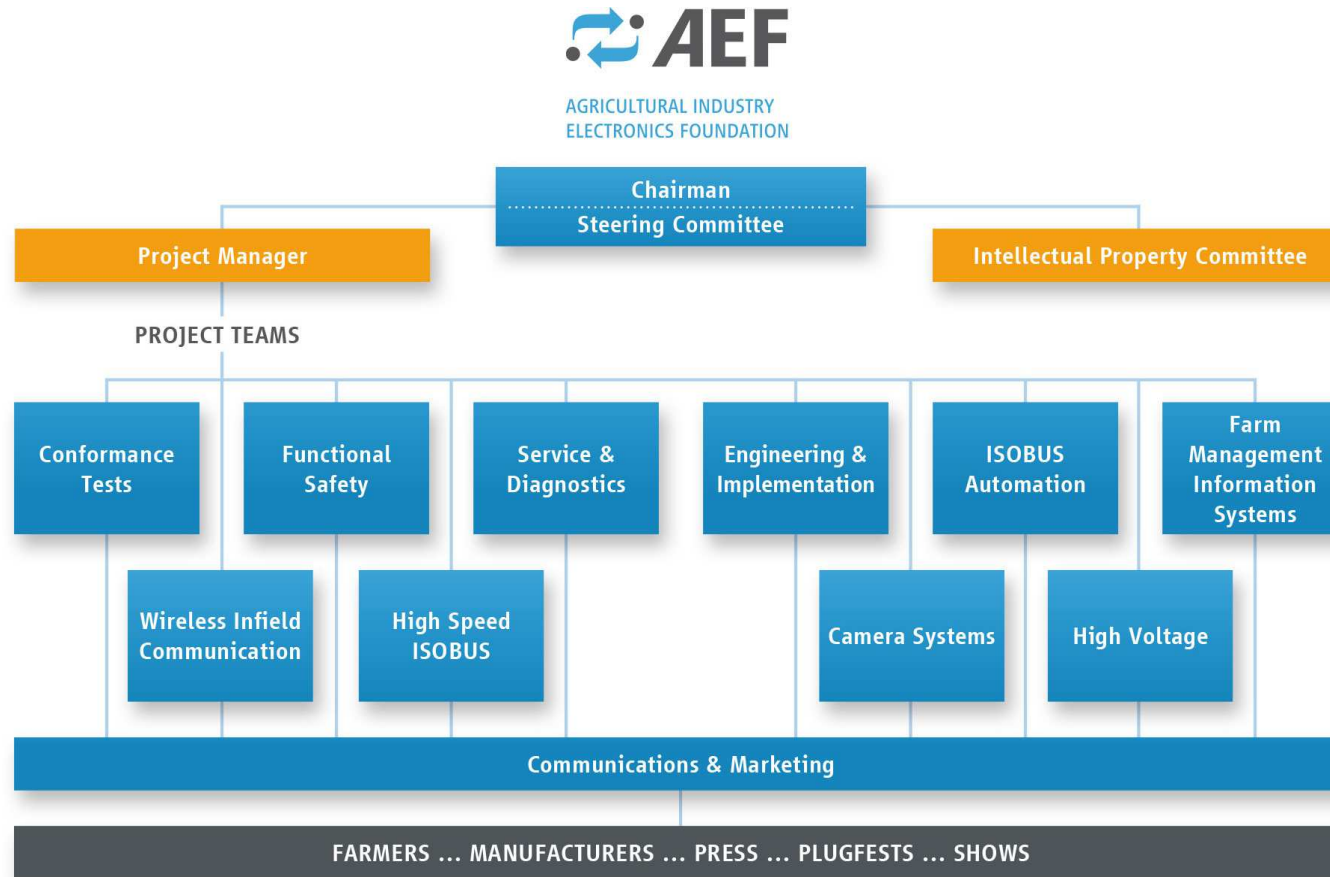 AEF
AGRICULTURAL INDUSTRY
ELECTRONICS FOUNDATION
Chairman
Steering Committee
Project Manager
Intellectual Property Committee
PROJECT TEAMS
Conformance
Tests
Functional
Safety
Service &
Diagnostics
Engineering &
Implementation
ISOBUS
Automation
Farm
Management
Information
Systems
Wireless Infield
Communication
High Speed
ISOBUS
Camera Systems
High Voltage
Communications & Marketing
FARMERS ... MANUFACTURERS ... PRESS ... PLUGFESTS ... SHOWS